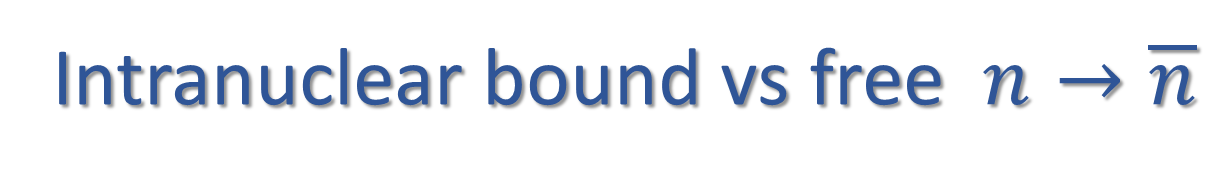 Intranuclear bound vs free n → n̅